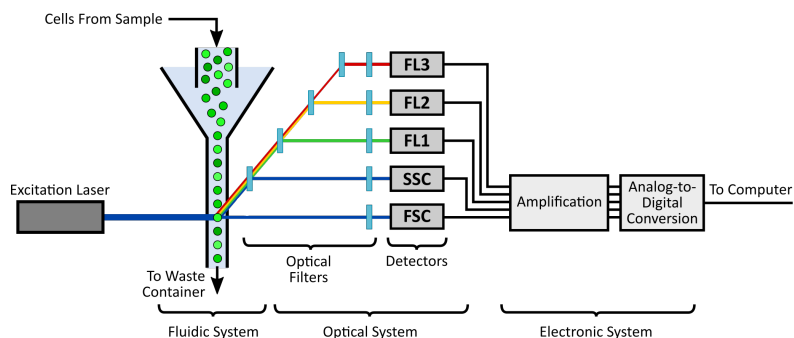 Cells From Sample
FL3
FL2
FL1
SSC
FSC
Excitation Laser
Amplification
Analog-to-
Digital
Conversion
To Computer
Optical
Filters
Detectors
To Waste
Container
Fluidic System
Optical System
Electronic System